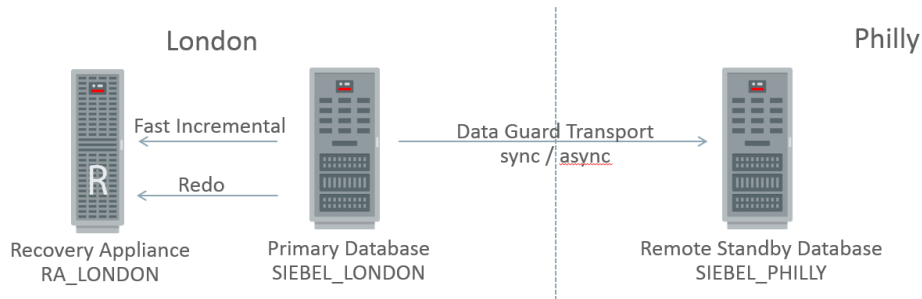 London
Philly
Fast Incremental
Redo
Data Guard Transport
sync / async
R
Recovery Appliance
RA_LONDON
Primary Database
SIEBEL_LONDON
Remote Standby Database
SIEBEL_PHILLY